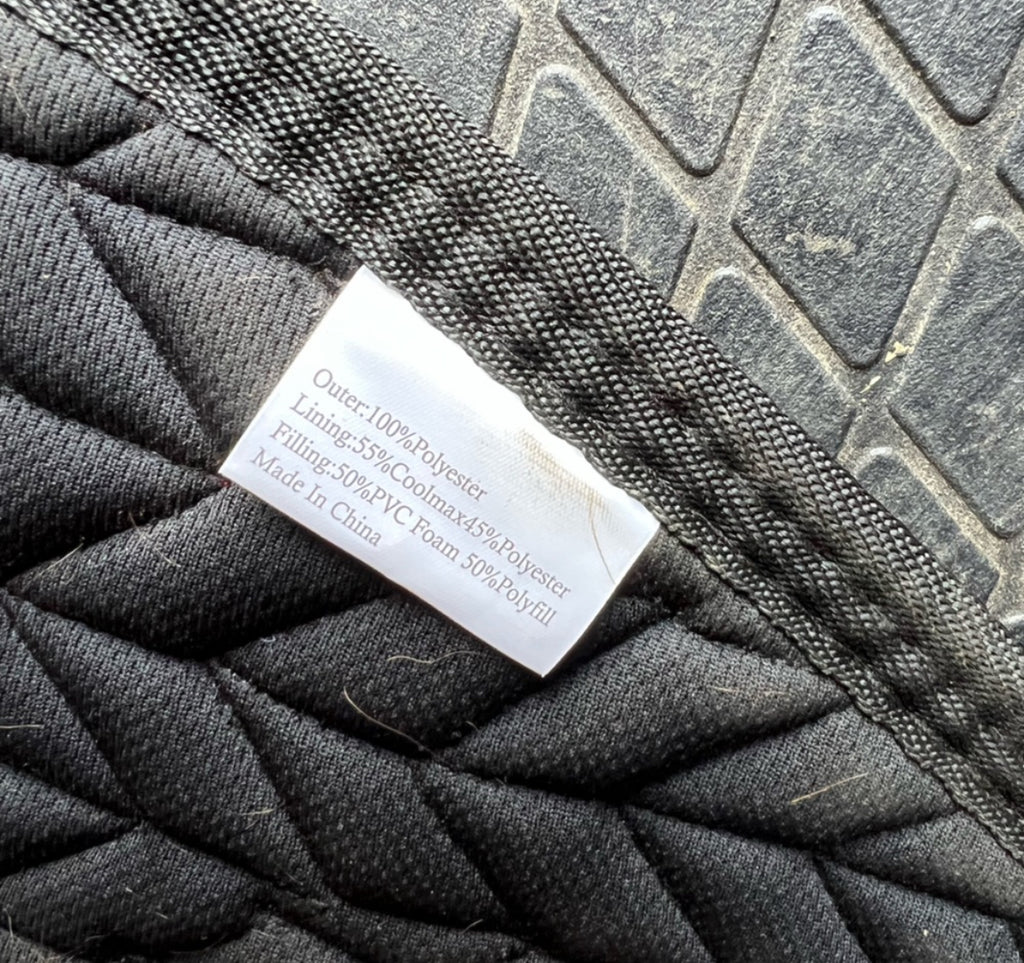 Outer:100%Polyester
Lining:55%Coolmax45%Polyester
Filling:50%PVC Foam 50%Polyfill
Made In China